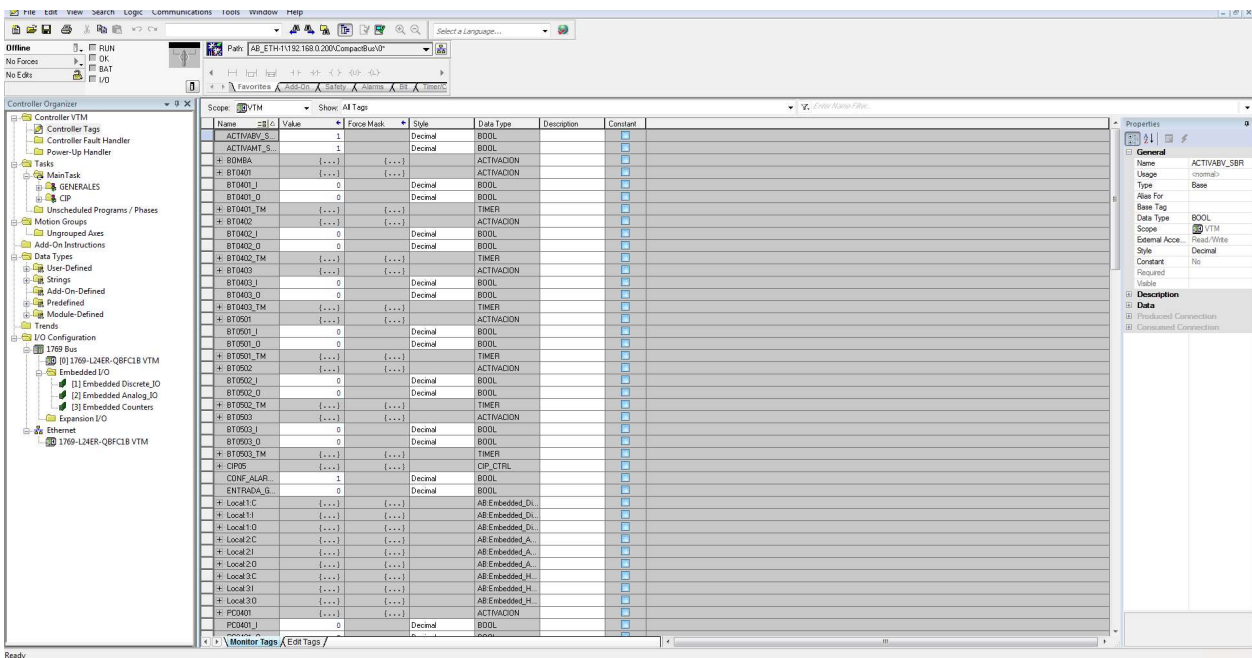 File Edit View Search Logic Communications Tools Window Help
Select a Language...
Offline RUN
No Forces OK
No Edits BAT
I/O
Path: AB_ETH-1\192.168.0.200\CompactBus\0*
Favorites Add-On Safety Alarms Bit Timer/C
Controller Organizer
Controller VTM
Controller Tags
Controller Fault Handler
Power-Up Handler
Tasks
MainTask
GENERALES
CIP
Unscheduled Programs / Phases
Motion Groups
Ungrouped Axes
Add-On Instructions
Data Types
User-Defined
Strings
Add-On-Defined
Predefined
Module-Defined
Trends
I/O Configuration
1769 Bus
[0] 1769-L24ER-QBFC1B VTM
Embedded I/O
[1] Embedded Discrete_IO
[2] Embedded Analog_IO
[3] Embedded Counters
Expansion I/O
Ethernet
1769-L24ER-QBFC1B VTM
Scope: VTM Show: All Tags Enter Name Filter...
Name Value Force Mask Style Data Type Description Constant
ACTIVABV_S... 1 Decimal BOOL
ACTIVAMT_S... 1 Decimal BOOL
+ BOMBA {...} {...} ACTIVACION
+ BT0401 {...} {...} ACTIVACION
BT0401_I 0 Decimal BOOL
BT0401_O 0 Decimal BOOL
+ BT0401_TM {...} {...} TIMER
+ BT0402 {...} {...} ACTIVACION
BT0402_I 0 Decimal BOOL
BT0402_O 0 Decimal BOOL
+ BT0402_TM {...} {...} TIMER
+ BT0403 {...} {...} ACTIVACION
BT0403_I 0 Decimal BOOL
BT0403_O 0 Decimal BOOL
+ BT0403_TM {...} {...} TIMER
+ BT0501 {...} {...} ACTIVACION
BT0501_I 0 Decimal BOOL
BT0501_O 0 Decimal BOOL
+ BT0501_TM {...} {...} TIMER
+ BT0502 {...} {...} ACTIVACION
BT0502_I 0 Decimal BOOL
BT0502_O 0 Decimal BOOL
+ BT0502_TM {...} {...} TIMER
+ BT0503 {...} {...} ACTIVACION
BT0503_I 0 Decimal BOOL
BT0503_O 0 Decimal BOOL
+ BT0503_TM {...} {...} TIMER
+ CIP05 {...} {...} CIP_CTRL
CONF_ALAR... 1 Decimal BOOL
ENTRADA_G... 0 Decimal BOOL
+ Local:1:C {...} {...} AB:Embedded_Di...
+ Local:1:I {...} {...} AB:Embedded_Di...
+ Local:1:O {...} {...} AB:Embedded_Di...
+ Local:2:C {...} {...} AB:Embedded_A...
+ Local:2:I {...} {...} AB:Embedded_A...
+ Local:2:O {...} {...} AB:Embedded_A...
+ Local:3:C {...} {...} AB:Embedded_H...
+ Local:3:I {...} {...} AB:Embedded_H...
+ Local:3:O {...} {...} AB:Embedded_H...
+ PC0401 {...} {...} ACTIVACION
PC0401_I 0 Decimal BOOL
Monitor Tags Edit Tags
Properties
General
Name ACTIVABV_SBR
Usage <normal>
Type Base
Alias For
Base Tag
Data Type BOOL
Scope VTM
External Acce... Read/Write
Style Decimal
Constant No
Required
Visible
Description
Data
Produced Connection
Consumed Connection
Ready